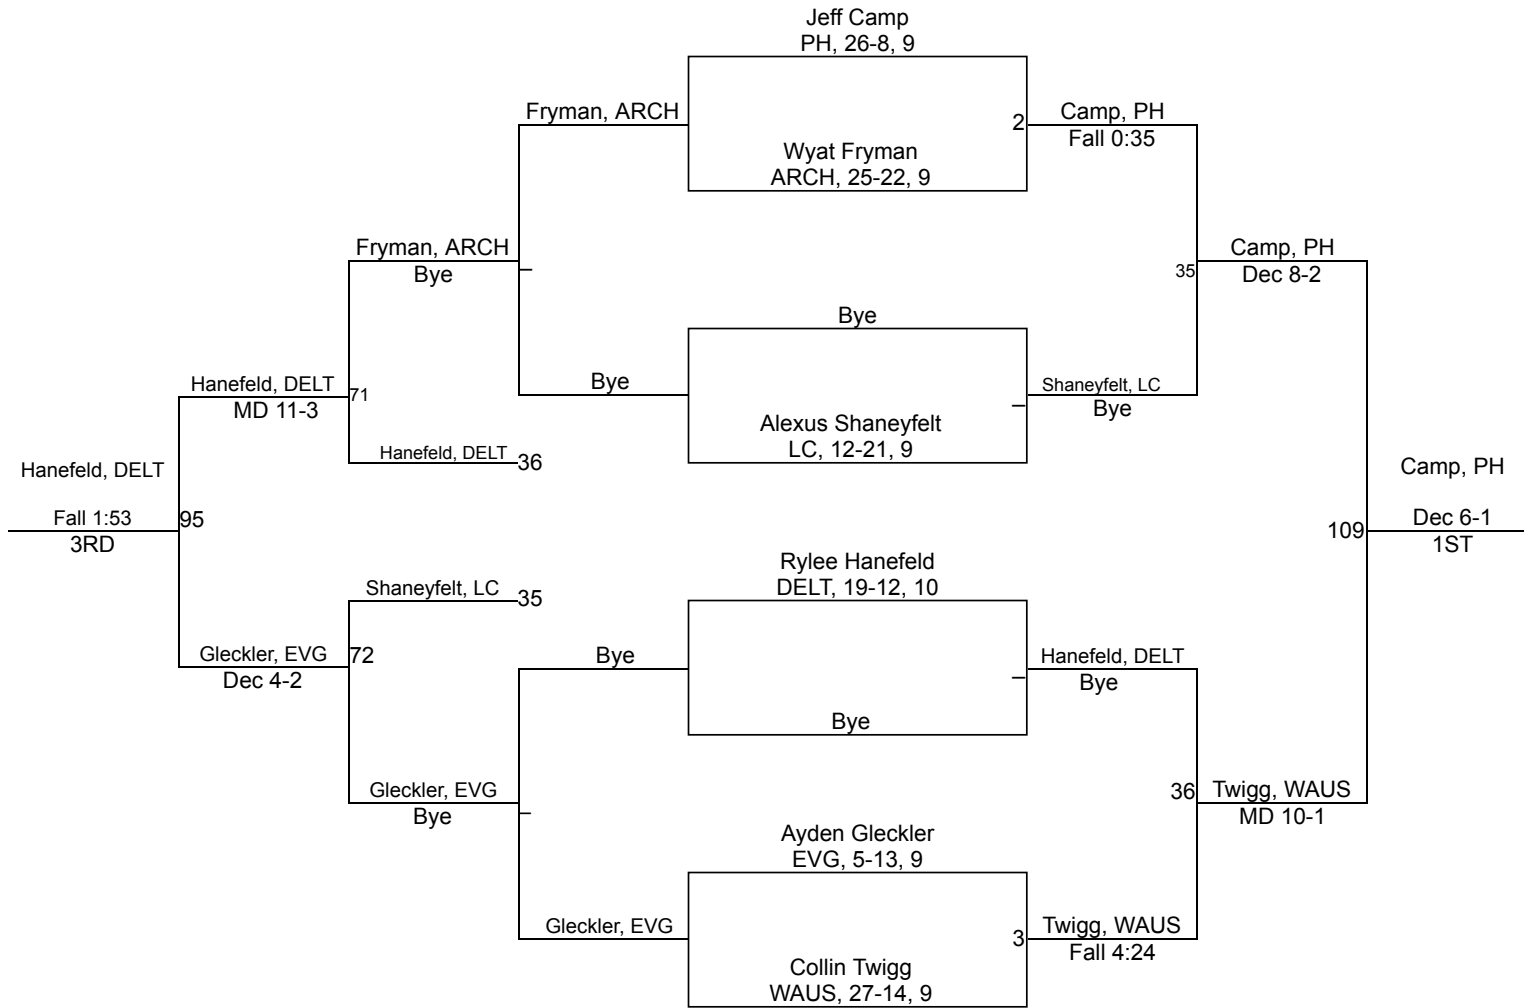 Jeff Camp
PH, 26-8, 9
Fryman, ARCH
2
Camp, PH
Fall 0:35
Wyat Fryman
ARCH, 25-22, 9
Fryman, ARCH
Bye
Camp, PH
35
Dec 8-2
Bye
Hanefeld, DELT
71
MD 11-3
Bye
Shaneyfelt, LC
Bye
Alexus Shaneyfelt
LC, 12-21, 9
Hanefeld, DELT
36
Hanefeld, DELT
Fall 1:53
95
3RD
Camp, PH
109
Dec 6-1
1ST
Rylee Hanefeld
DELT, 19-12, 10
Shaneyfelt, LC
35
Gleckler, EVG
72
Dec 4-2
Bye
Hanefeld, DELT
Bye
Bye
Gleckler, EVG
Bye
36
Twigg, WAUS
MD 10-1
Ayden Gleckler
EVG, 5-13, 9
Gleckler, EVG
3
Twigg, WAUS
Fall 4:24
Collin Twigg
WAUS, 27-14, 9